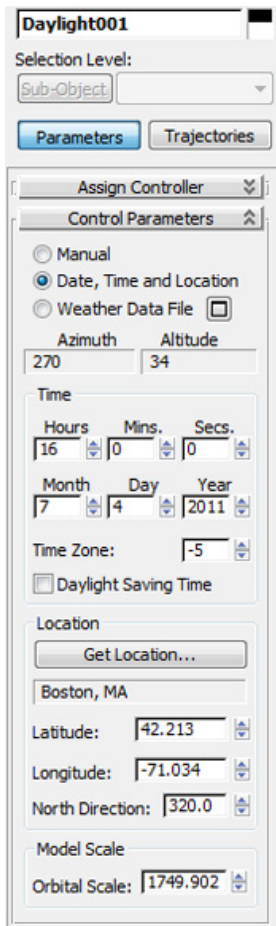 Daylight001
Selection Level:
Sub-Object
Parameters Trajectories
Assign Controller
Control Parameters
Manual
Date, Time and Location
Weather Data File
Azimuth Altitude
270 34
Time
Hours Mins. Secs.
16 0 0
Month Day Year
7 4 2011
Time Zone: -5
Daylight Saving Time
Location
Get Location...
Boston, MA
Latitude: 42.213
Longitude: -71.034
North Direction: 320.0
Model Scale
Orbital Scale: 1749.902